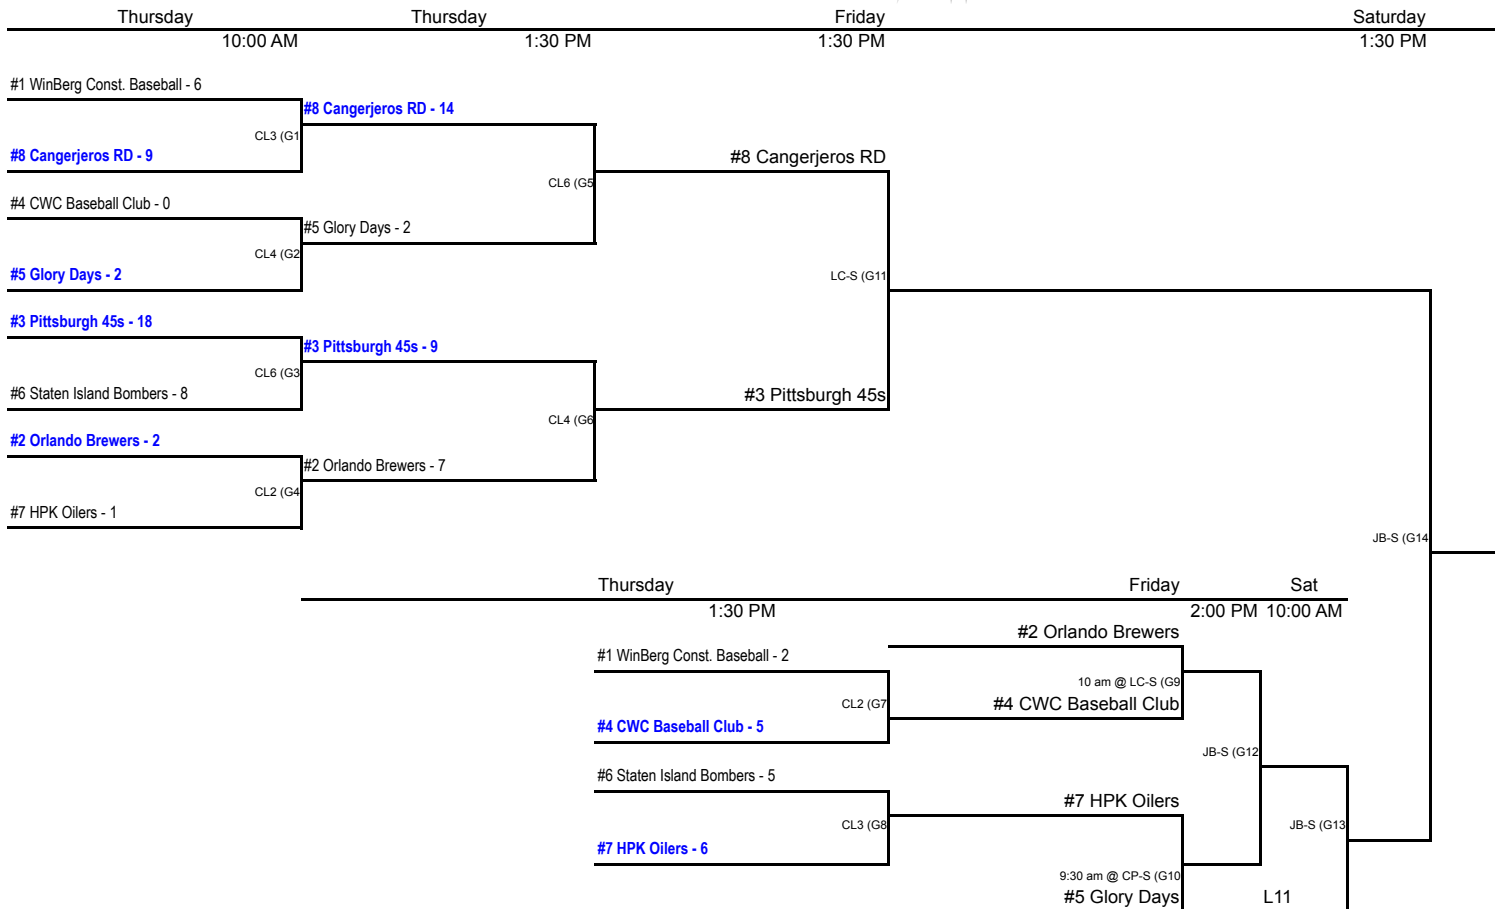 Thursday Thursday Friday Saturday
10:00 AM 1:30 PM 1:30 PM 1:30 PM
#1 WinBerg Const. Baseball - 6
#8 Cangerjeros RD - 14
CL3 (G1
#8 Cangerjeros RD - 9
#8 Cangerjeros RD
CL6 (G5
#4 CWC Baseball Club - 0
#5 Glory Days - 2
CL4 (G2
#5 Glory Days - 2
LC-S (G11
#3 Pittsburgh 45s - 18
#3 Pittsburgh 45s - 9
CL6 (G3
#6 Staten Island Bombers - 8
#3 Pittsburgh 45s
CL4 (G6
#2 Orlando Brewers - 2
#2 Orlando Brewers - 7
CL2 (G4
#7 HPK Oilers - 1
JB-S (G14
Thursday Friday Sat
1:30 PM 2:00 PM 10:00 AM
#2 Orlando Brewers
#1 WinBerg Const. Baseball - 2
10 am @ LC-S (G9
CL2 (G7
#4 CWC Baseball Club
#4 CWC Baseball Club - 5
JB-S (G12
#6 Staten Island Bombers - 5
#7 HPK Oilers
CL3 (G8
JB-S (G13
#7 HPK Oilers - 6
9:30 am @ CP-S (G10
#5 Glory Days L11